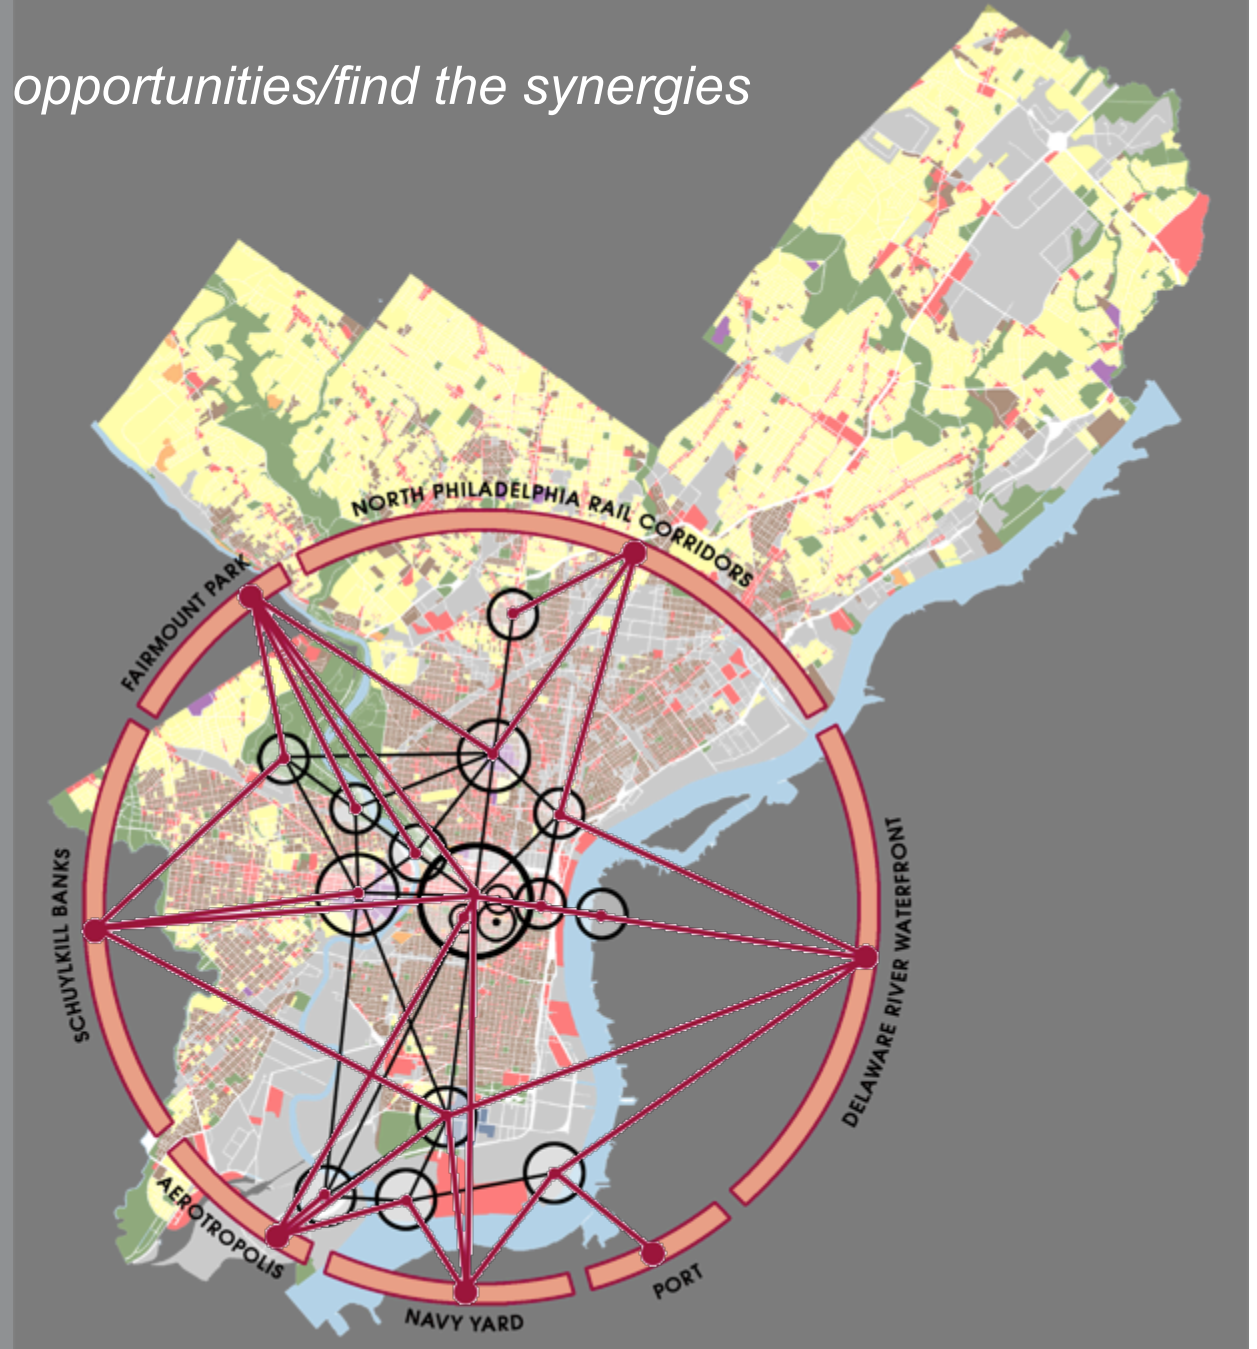 opportunities/find the synergies
NORTH PHILADELPHIA RAIL CORRIDORS
FAIRMOUNT PARK
SCHUYLKILL BANKS
DELAWARE RIVER WATERFRONT
AEROTROPOLIS
PORT
NAVY YARD